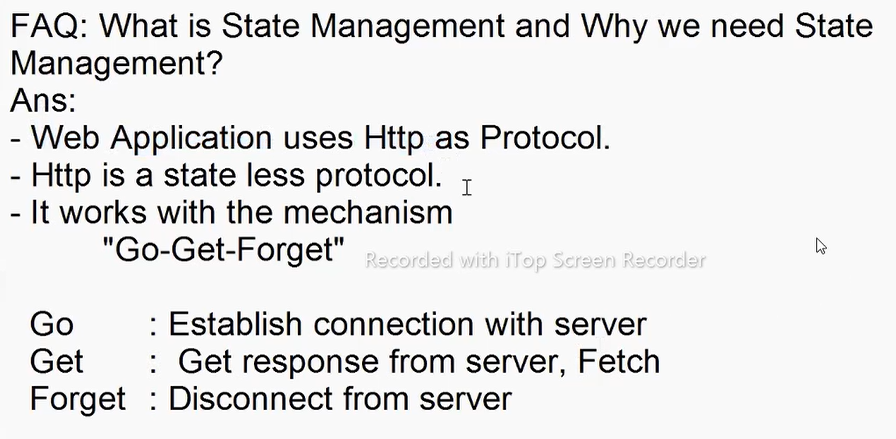 FAQ: What is State Management and Why we need State
Management?
Ans:
- Web Application uses Http as Protocol.
- Http is a state less protocol.
- It works with the mechanism
"Go-Get-Forget"
Recorded with iTop Screen Recorder
Go : Establish connection with server
Get : Get response from server, Fetch
Forget : Disconnect from server